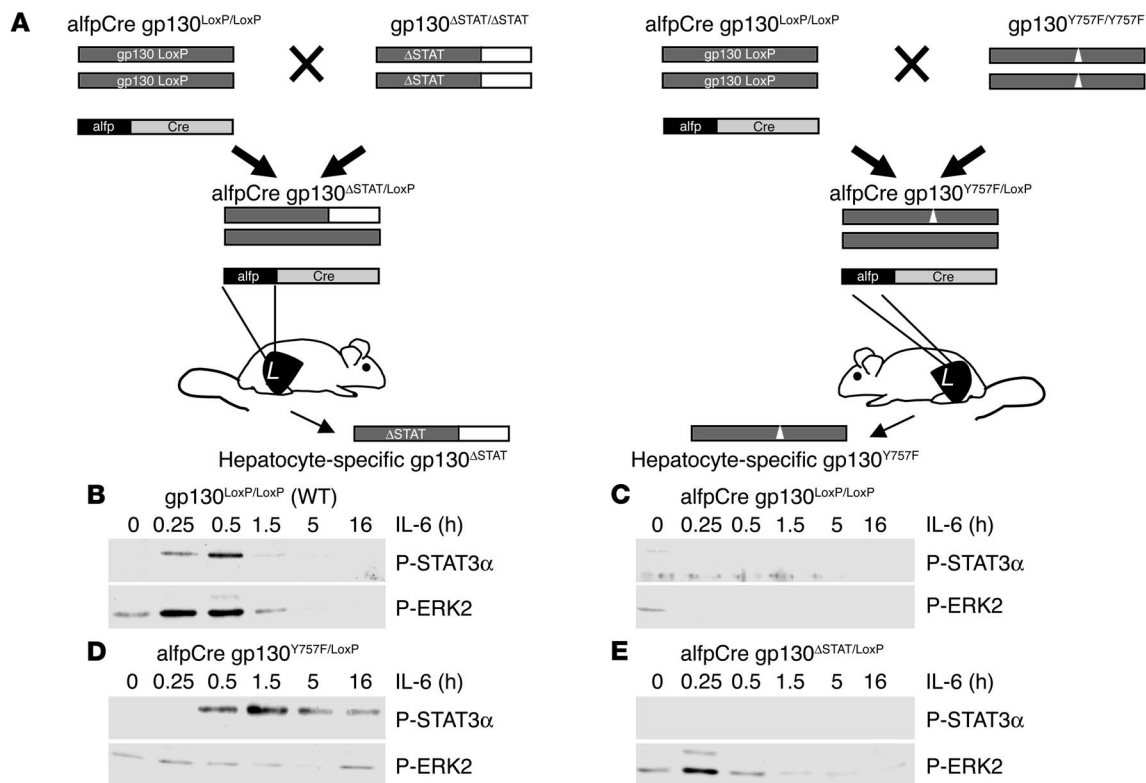 A
alfpCre gp130LoxP/LoxP
gp130ΔSTAT/ΔSTAT
gp130 LoxP
ΔSTAT
gp130 LoxP
ΔSTAT
alfp Cre
alfpCre gp130ΔSTAT/LoxP
alfp Cre
L
ΔSTAT
Hepatocyte-specific gp130ΔSTAT
alfpCre gp130LoxP/LoxP
gp130Y757F/Y757F
gp130 LoxP
gp130 LoxP
alfp Cre
alfpCre gp130Y757F/LoxP
alfp Cre
L
Hepatocyte-specific gp130Y757F
B
gp130LoxP/LoxP (WT)
0 0.25 0.5 1.5 5 16 IL-6 (h)
P-STAT3α
P-ERK2
C
alfpCre gp130LoxP/LoxP
0 0.25 0.5 1.5 5 16 IL-6 (h)
P-STAT3α
P-ERK2
D
alfpCre gp130Y757F/LoxP
0 0.25 0.5 1.5 5 16 IL-6 (h)
P-STAT3α
P-ERK2
E
alfpCre gp130ΔSTAT/LoxP
0 0.25 0.5 1.5 5 16 IL-6 (h)
P-STAT3α
P-ERK2